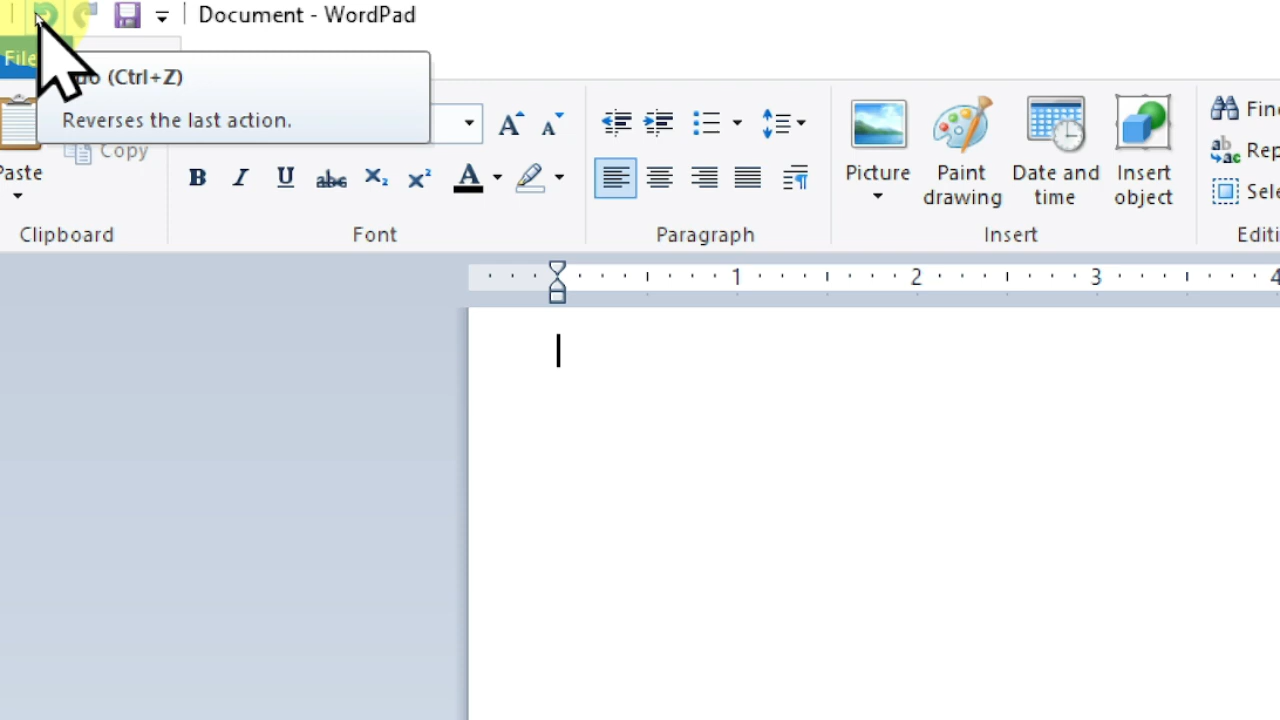 Document - WordPad
File
(Ctrl+Z)
Reverses the last action.
Copy
Paste
Clipboard
Font
Paragraph
Picture
Paint drawing
Date and time
Insert object
Insert
1 2 3 4